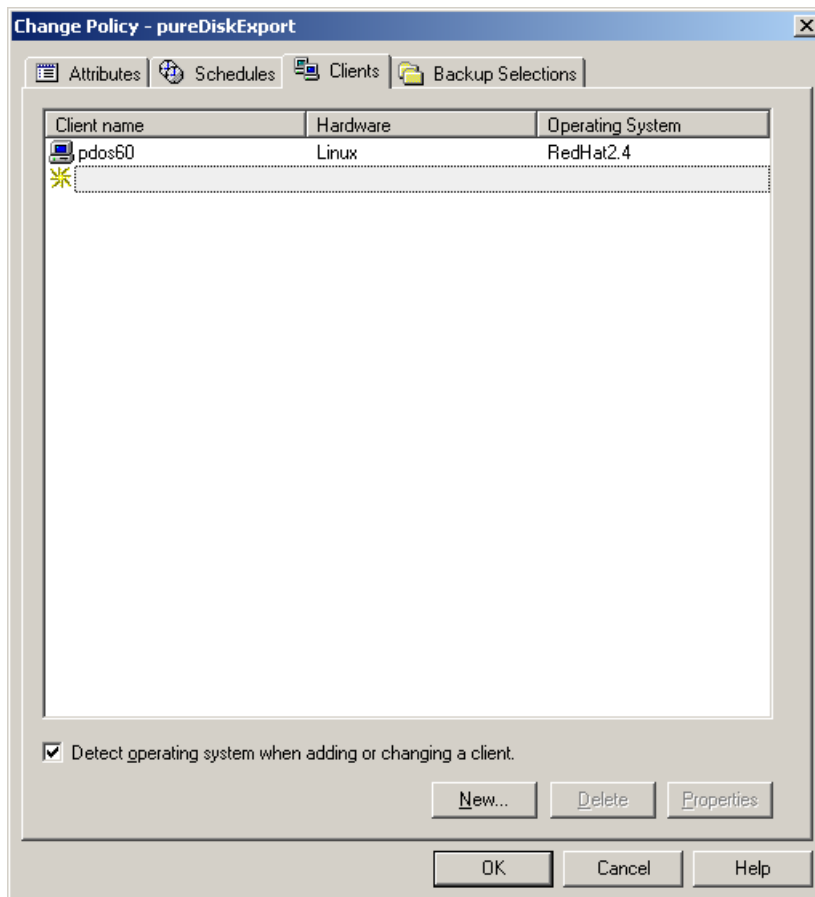 Change Policy - pureDiskExport
Attributes Schedules Clients Backup Selections
Client name Hardware Operating System
pdos60 Linux RedHat2.4
Detect operating system when adding or changing a client.
New... Delete Properties
OK Cancel Help